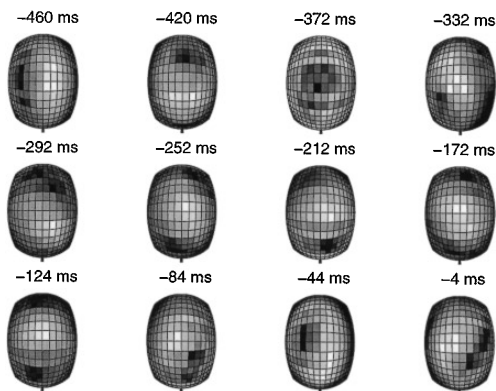 −460 ms −420 ms −372 ms −332 ms
−292 ms −252 ms −212 ms −172 ms
−124 ms −84 ms −44 ms −4 ms